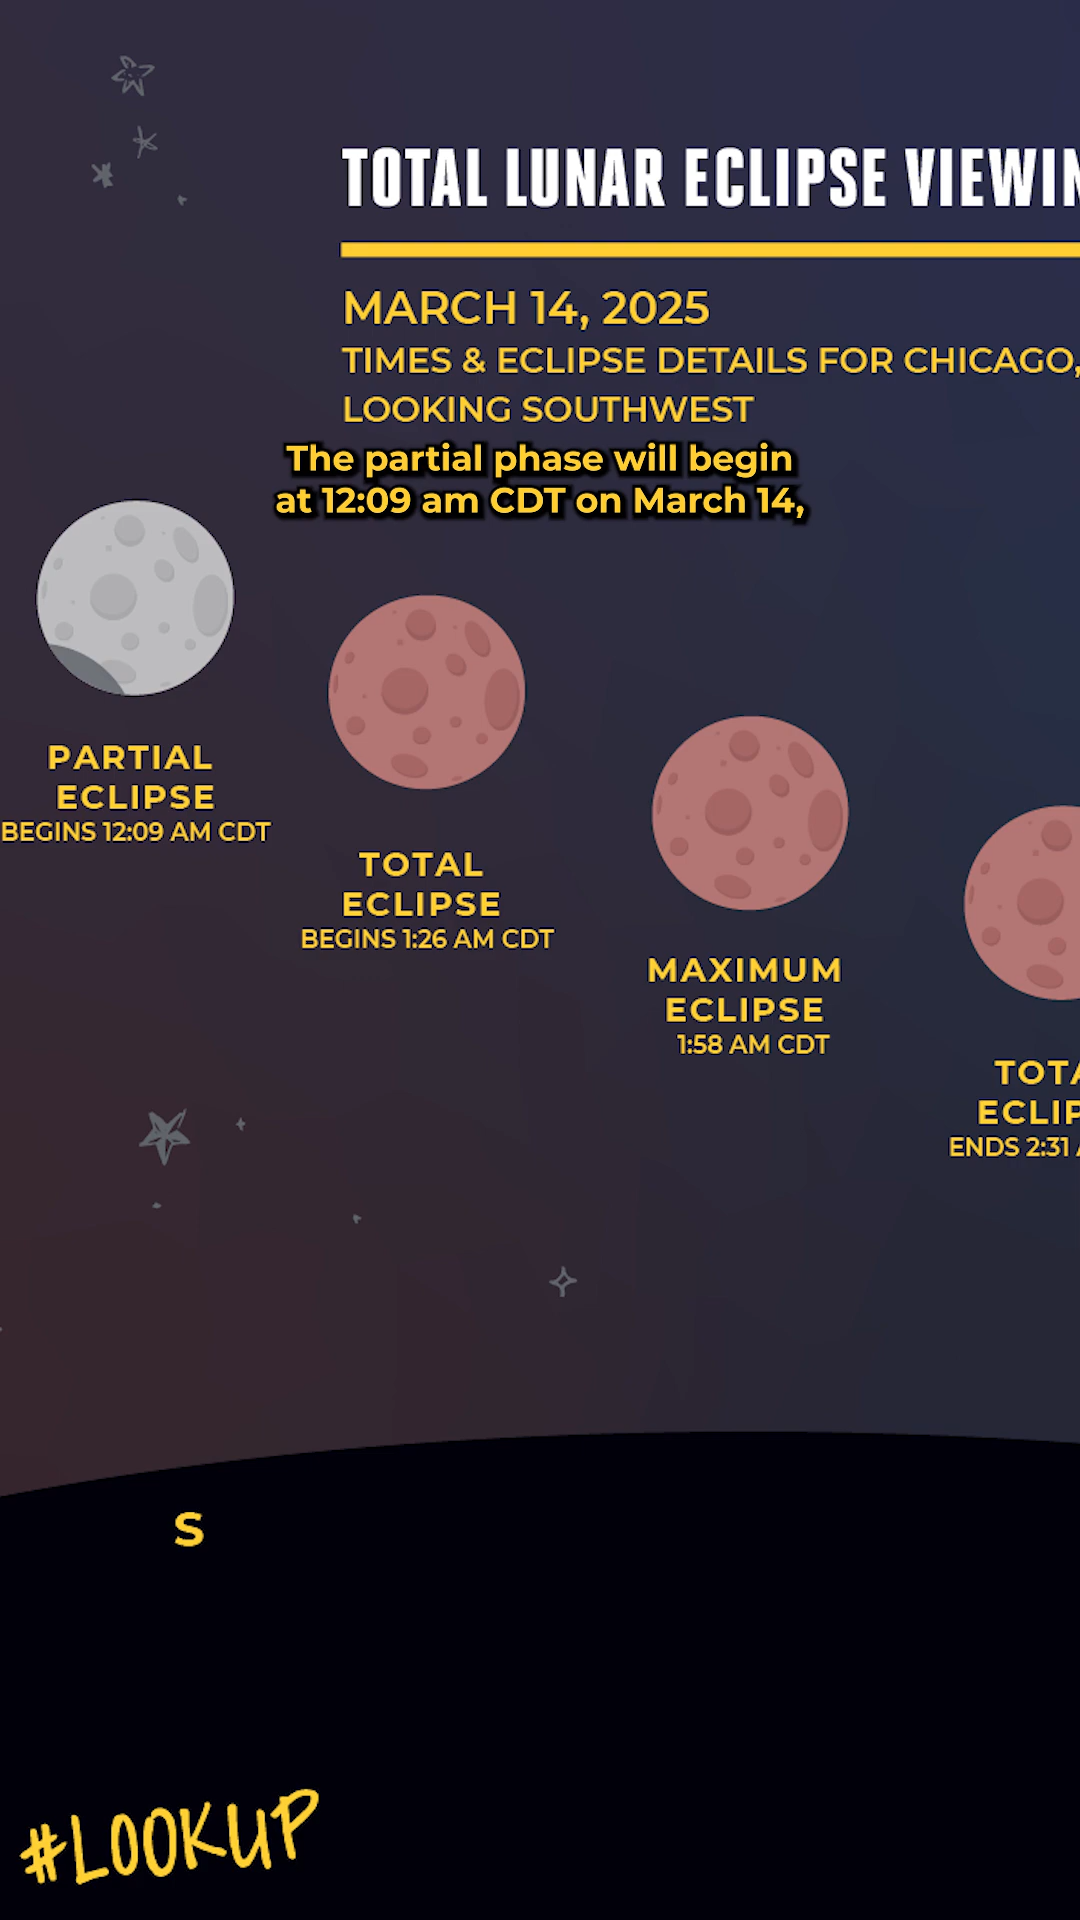 TOTAL LUNAR ECLIPSE VIEWIN
MARCH 14, 2025
TIMES & ECLIPSE DETAILS FOR CHICAGO,
LOOKING SOUTHWEST
The partial phase will begin
at 12:09 am CDT on March 14,
PARTIAL
ECLIPSE
BEGINS 12:09 AM CDT
TOTAL
ECLIPSE
BEGINS 1:26 AM CDT
MAXIMUM
ECLIPSE
1:58 AM CDT
TOTA
ECLIP
ENDS 2:31 A
S
#LOOKUP